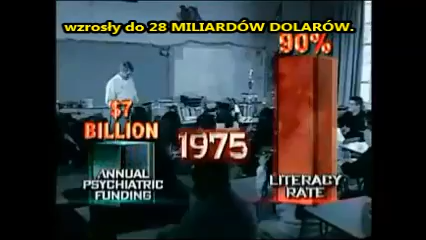 wzrosły do 28 MILIARDÓW DOLARÓW.
90%
$7
BILLION
1975
ANNUAL
PSYCHIATRIC
FUNDING
LITERACY
RATE